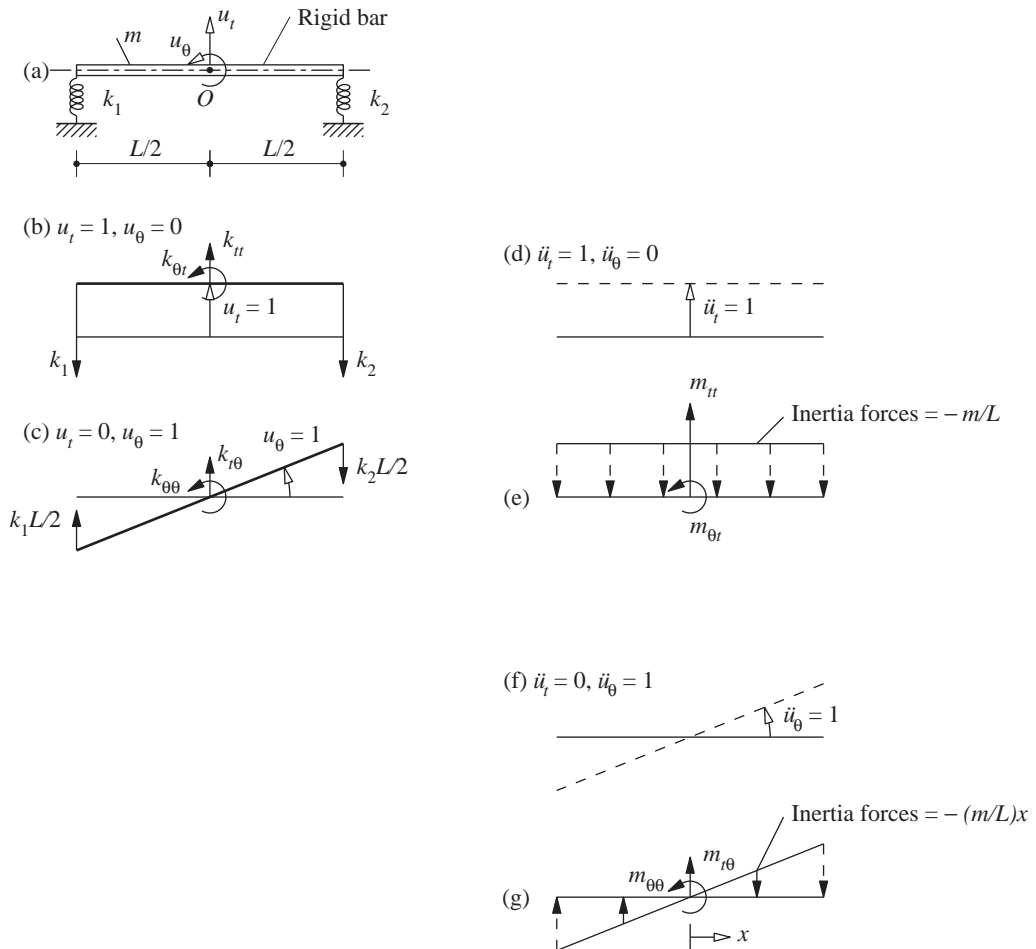 u_t
Rigid bar
m
u_θ
(a)
k_1
O
k_2
L/2
L/2
(b) u_t = 1, u_θ = 0
k_tt
k_θt
u_t = 1
k_1
k_2
(c) u_t = 0, u_θ = 1
u_θ = 1
k_tθ
k_θθ
k_2L/2
k_1L/2
(d) ü_t = 1, ü_θ = 0
ü_t = 1
m_tt
Inertia forces = – m/L
(e)
m_θt
(f) ü_t = 0, ü_θ = 1
ü_θ = 1
Inertia forces = – (m/L)x
m_tθ
m_θθ
(g)
x